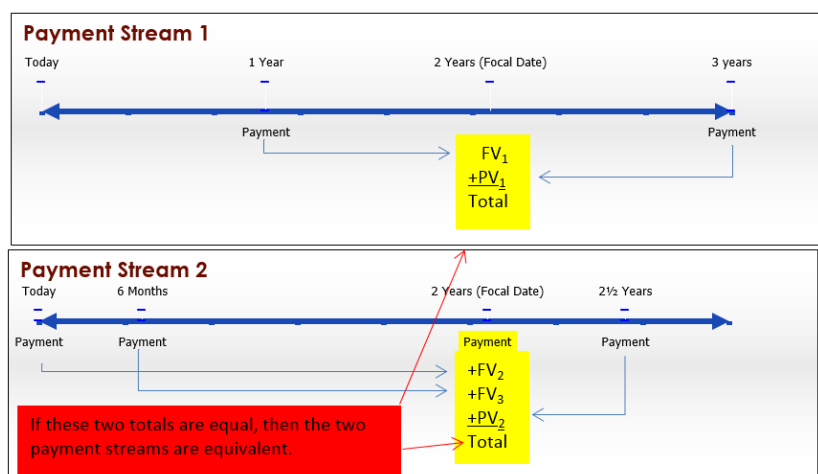 Payment Stream 1
Today 1 Year 2 Years (Focal Date) 3 years
Payment Payment
FV₁
+PV₁
Total
Payment Stream 2
Today 6 Months 2 Years (Focal Date) 2½ Years
Payment Payment Payment Payment
+FV₂
+FV₃
+PV₂
Total
If these two totals are equal, then the two
payment streams are equivalent.